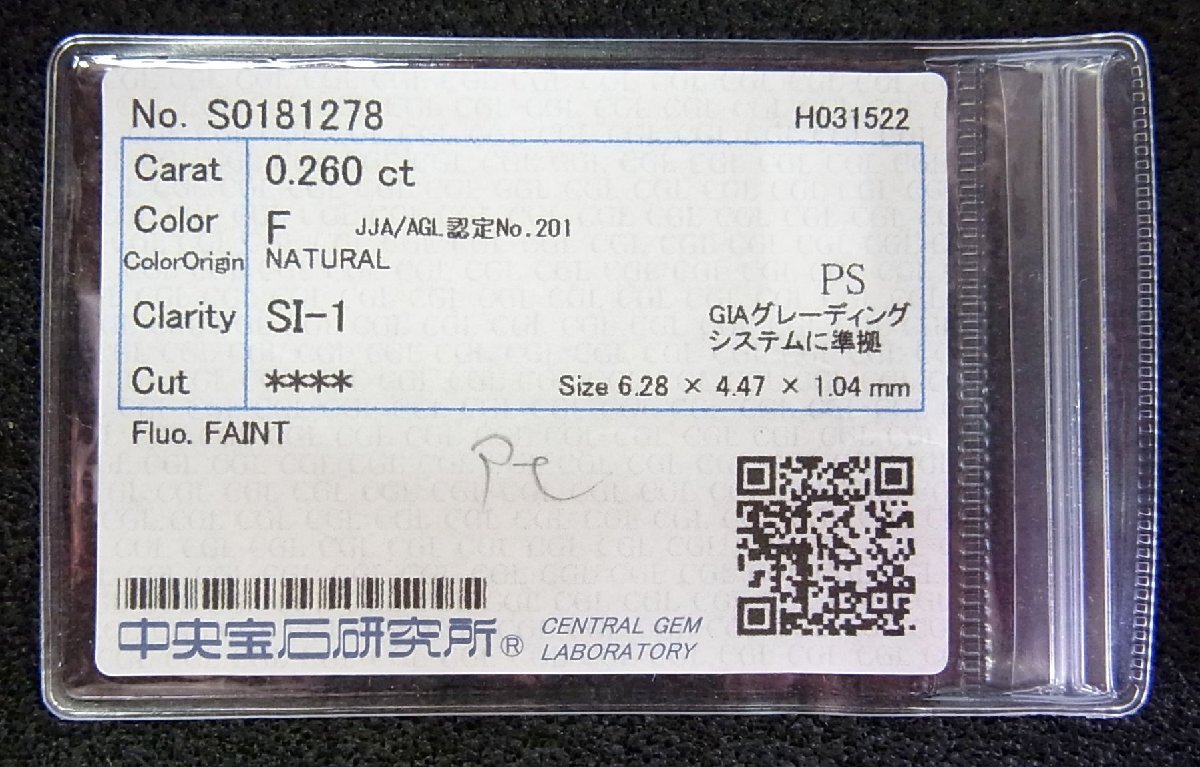 No. S0181278 H031522
Carat 0.260 ct
Color F JJA/AGL認定No.201
ColorOrigin NATURAL
PS
Clarity SI-1 GIAグレーディング
システムに準拠
Cut **** Size 6.28 × 4.47 × 1.04 mm
Fluo. FAINT
中央宝石研究所® CENTRAL GEM
LABORATORY